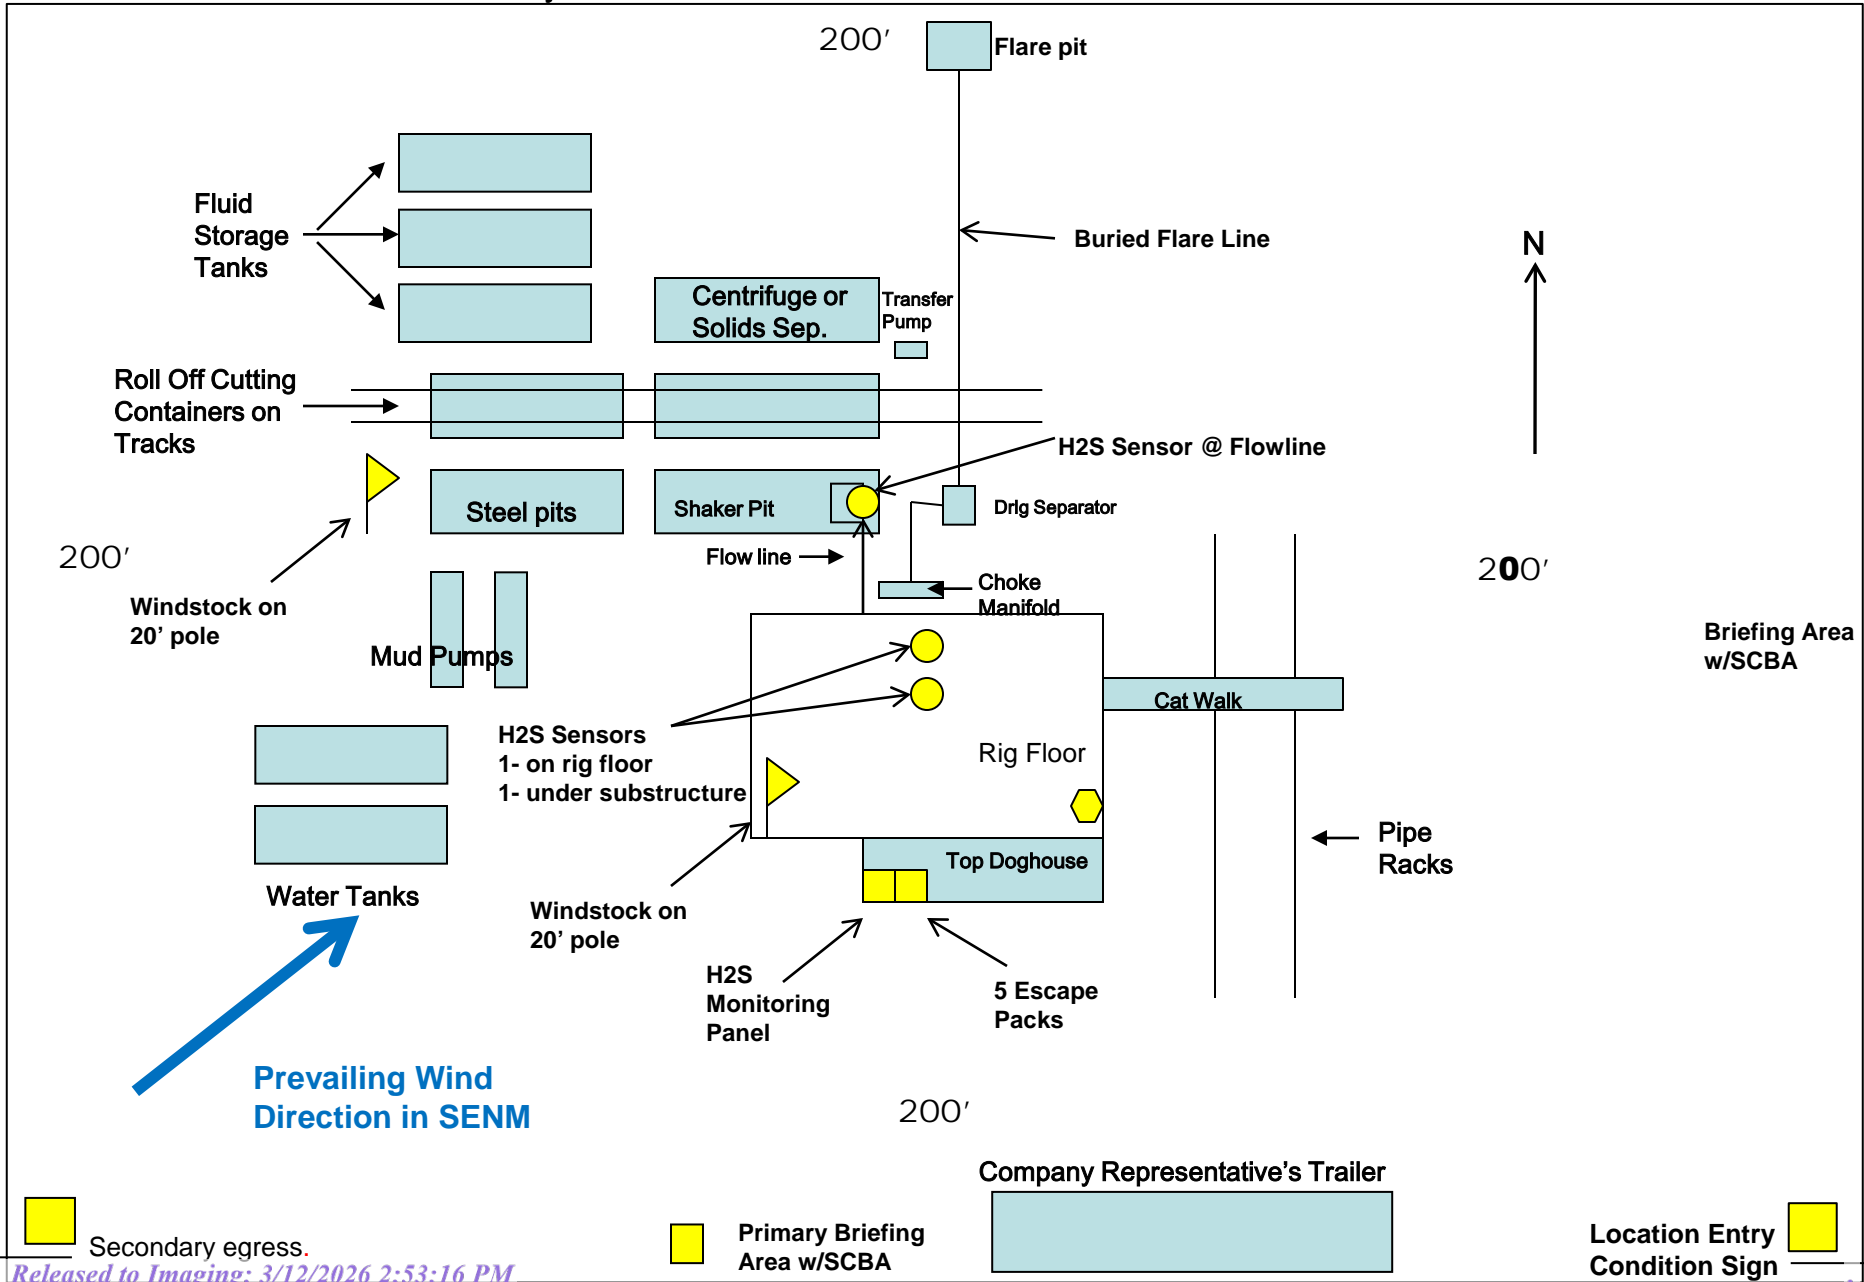 200'
Flare pit
Fluid
Storage
Tanks
Buried Flare Line
N
Centrifuge or
Solids Sep.
Transfer
Pump
Roll Off Cutting
Containers on
Tracks
H2S Sensor @ Flowline
Steel pits
Shaker Pit
Drlg Separator
200'
Flow line
200'
Windstock on
20' pole
Choke
Manifold
Mud Pumps
Briefing Area
w/SCBA
Cat Walk
H2S Sensors
1- on rig floor
1- under substructure
Rig Floor
Pipe
Racks
Top Doghouse
Water Tanks
Windstock on
20' pole
H2S
Monitoring
Panel
5 Escape
Packs
Prevailing Wind
Direction in SENM
200'
Company Representative's Trailer
Secondary egress.
Primary Briefing
Area w/SCBA
Location Entry
Condition Sign
Released to Imaging: 3/12/2026 2:53:16 PM